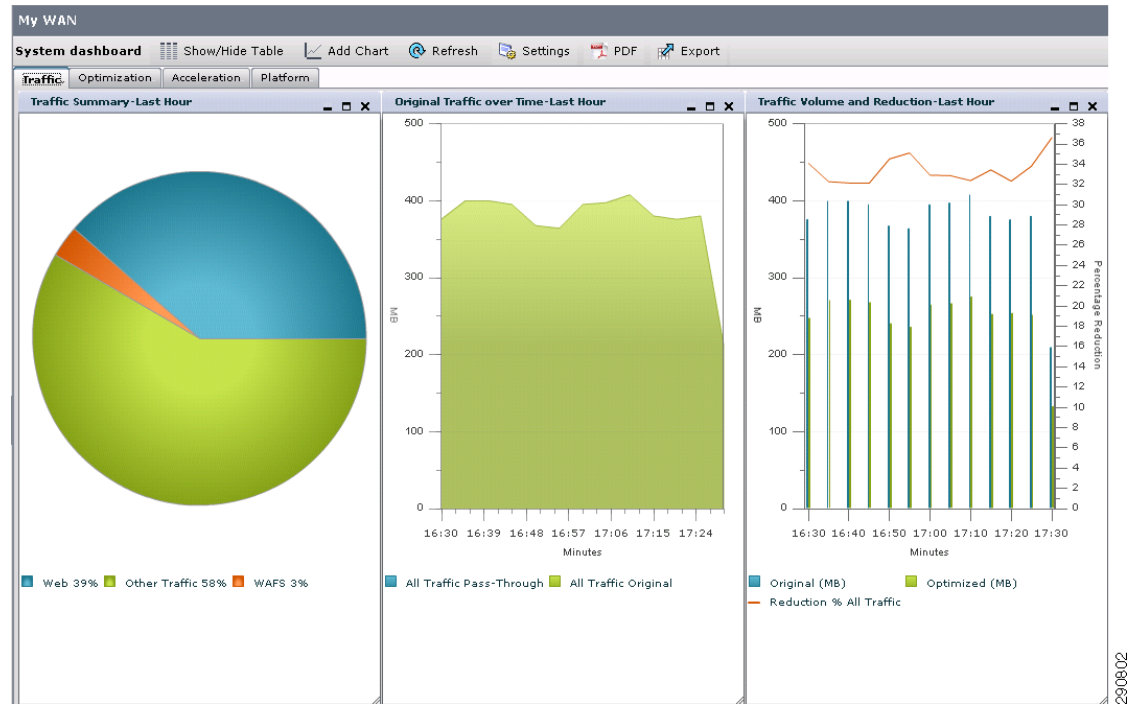 My WAN
System dashboard Show/Hide Table Add Chart Refresh Settings PDF Export
Traffic Optimization Acceleration Platform
Traffic Summary-Last Hour
Web 39% Other Traffic 58% WAFS 3%
Original Traffic over Time-Last Hour
500
400
300
200
100
0
MB
16:30 16:39 16:48 16:57 17:06 17:15 17:24
Minutes
All Traffic Pass-Through All Traffic Original
Traffic Volume and Reduction-Last Hour
500
400
300
200
100
0
MB
38
36
34
32
30
28
26
24
22
20
18
16
14
12
10
8
6
4
2
0
Percentage Reduction
16:30 16:40 16:50 17:00 17:10 17:20 17:30
Minutes
Original (MB) Optimized (MB)
Reduction % All Traffic
290802